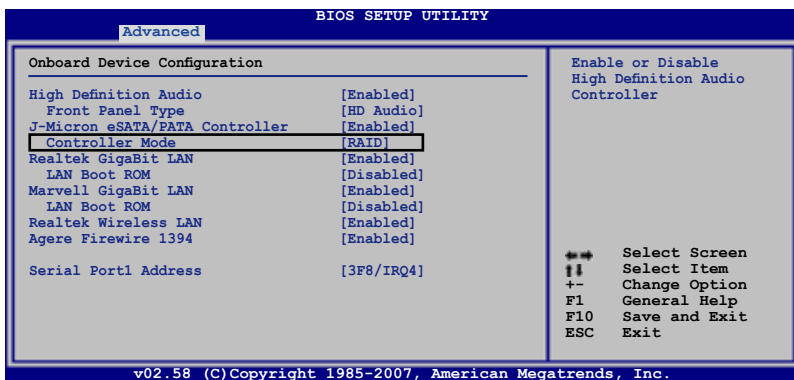 BIOS SETUP UTILITY
Advanced
Onboard Device Configuration
High Definition Audio [Enabled]
Front Panel Type [HD Audio]
J-Micron eSATA/PATA Controller [Enabled]
Controller Mode [RAID]
Realtek GigaBit LAN [Enabled]
LAN Boot ROM [Disabled]
Marvell GigaBit LAN [Enabled]
LAN Boot ROM [Disabled]
Realtek Wireless LAN [Enabled]
Agere Firewire 1394 [Enabled]
Serial Port1 Address [3F8/IRQ4]
Enable or Disable
High Definition Audio
Controller
←→ Select Screen
↑↓ Select Item
+- Change Option
F1 General Help
F10 Save and Exit
ESC Exit
v02.58 (C)Copyright 1985-2007, American Megatrends, Inc.